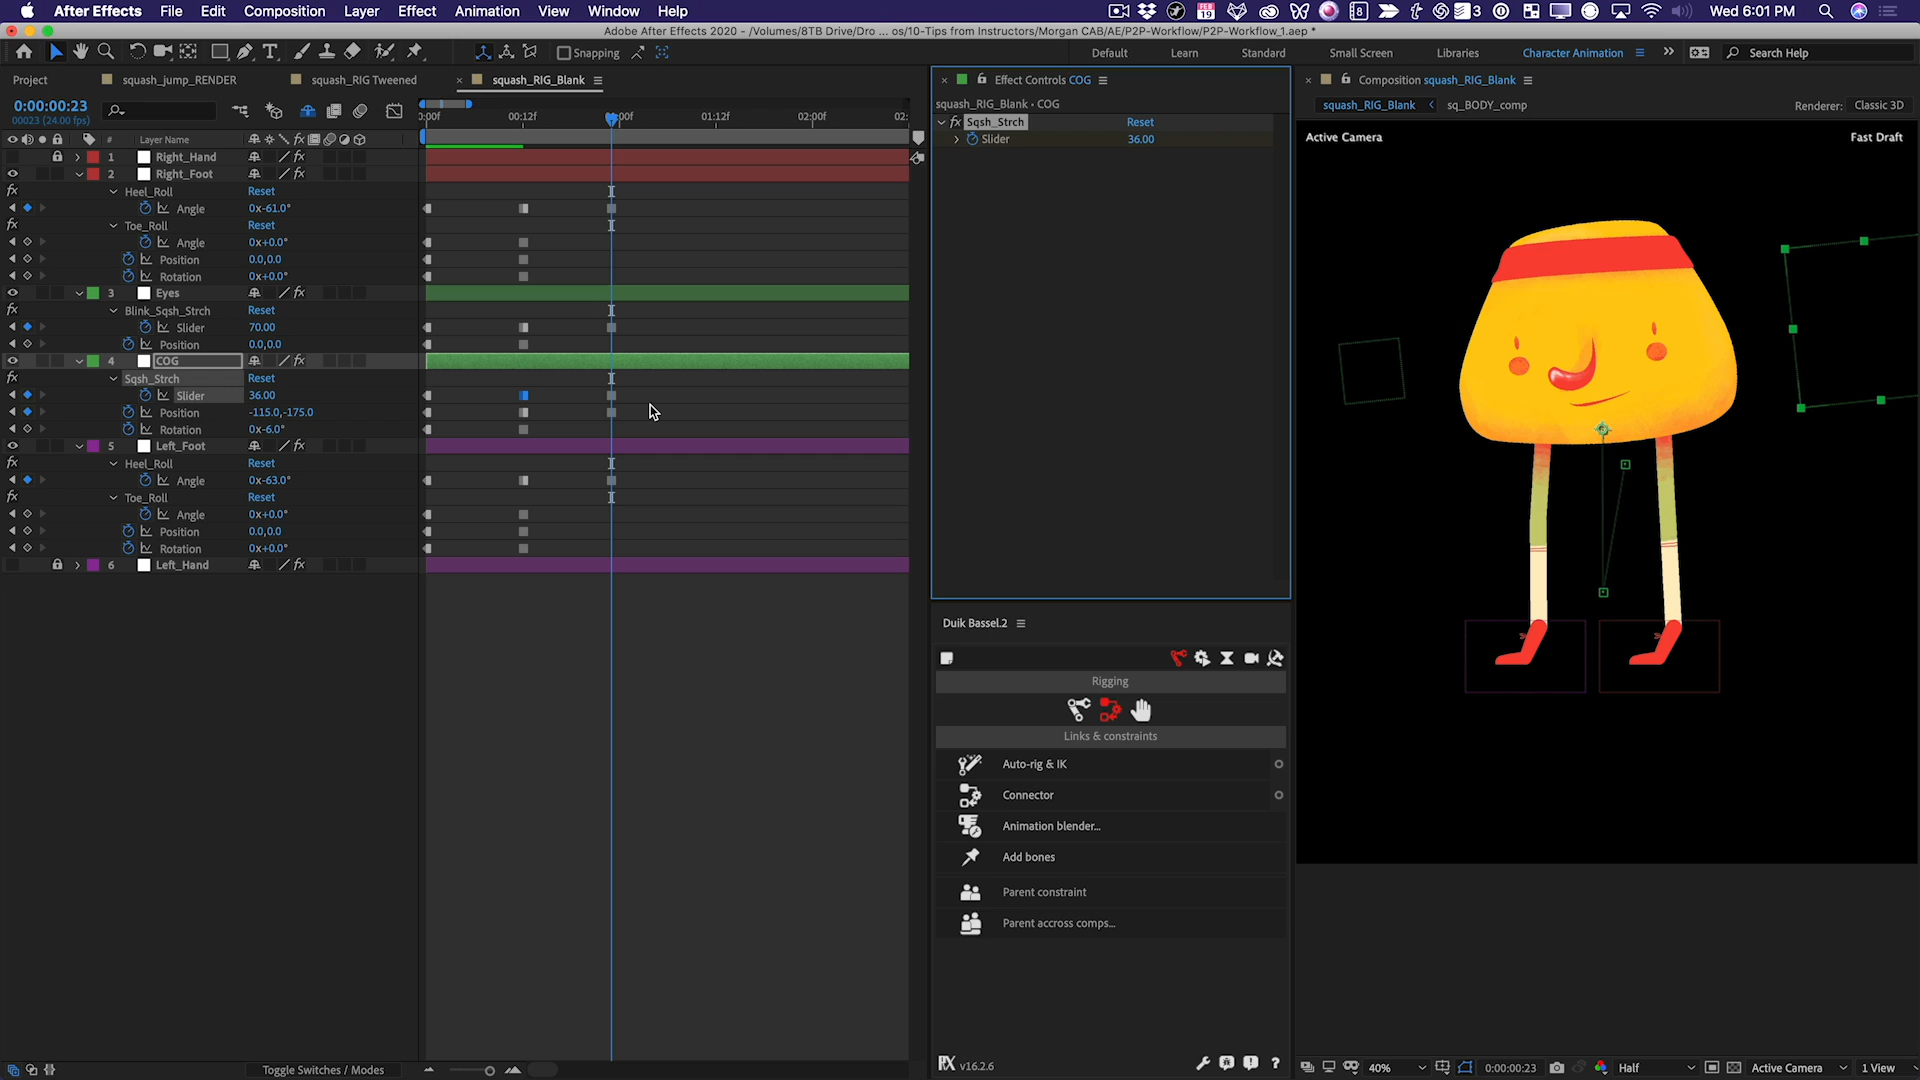 After Effects File Edit Composition Layer Effect Animation View Window Help
FEB 19 8 3 Wed 6:01 PM
Adobe After Effects 2020 - /Volumes/8TB Drive/Dro ... os/10-Tips from Instructors/Morgan CAB/AE/P2P-Workflow/P2P-Workflow_1.aep *
Snapping Default Learn Standard Small Screen Libraries Character Animation Search Help
Project squash_jump_RENDER squash_RIG Tweened squash_RIG_Blank
Effect Controls COG
Composition squash_RIG_Blank
0:00:00:23
00023 (24.00 fps)
squash_RIG_Blank • COG
squash_RIG_Blank sq_BODY_comp Renderer: Classic 3D
00:12f 01:12f 02:00f
# Layer Name
Sqsh_Strch Reset
Slider 36.00
Active Camera Fast Draft
1 Right_Hand
2 Right_Foot
Heel_Roll Reset
Angle 0x-61.0°
Toe_Roll Reset
Angle 0x+0.0°
Position 0.0,0.0
Rotation 0x+0.0°
3 Eyes
Blink_Sqsh_Strch Reset
Slider 70.00
Position 0.0,0.0
4 COG
Sqsh_Strch Reset
Slider 36.00
Position -115.0,-175.0
Rotation 0x-6.0°
5 Left_Foot
Heel_Roll Reset
Angle 0x-63.0°
Toe_Roll Reset
Angle 0x+0.0°
Position 0.0,0.0
Rotation 0x+0.0°
6 Left_Hand
Duik Bassel.2
Rigging
Links & constraints
Auto-rig & IK
Connector
Animation blender...
Add bones
Parent constraint
Parent accross comps...
v16.2.6 ?
Toggle Switches / Modes
40% 0:00:00:23 Half Active Camera 1 View